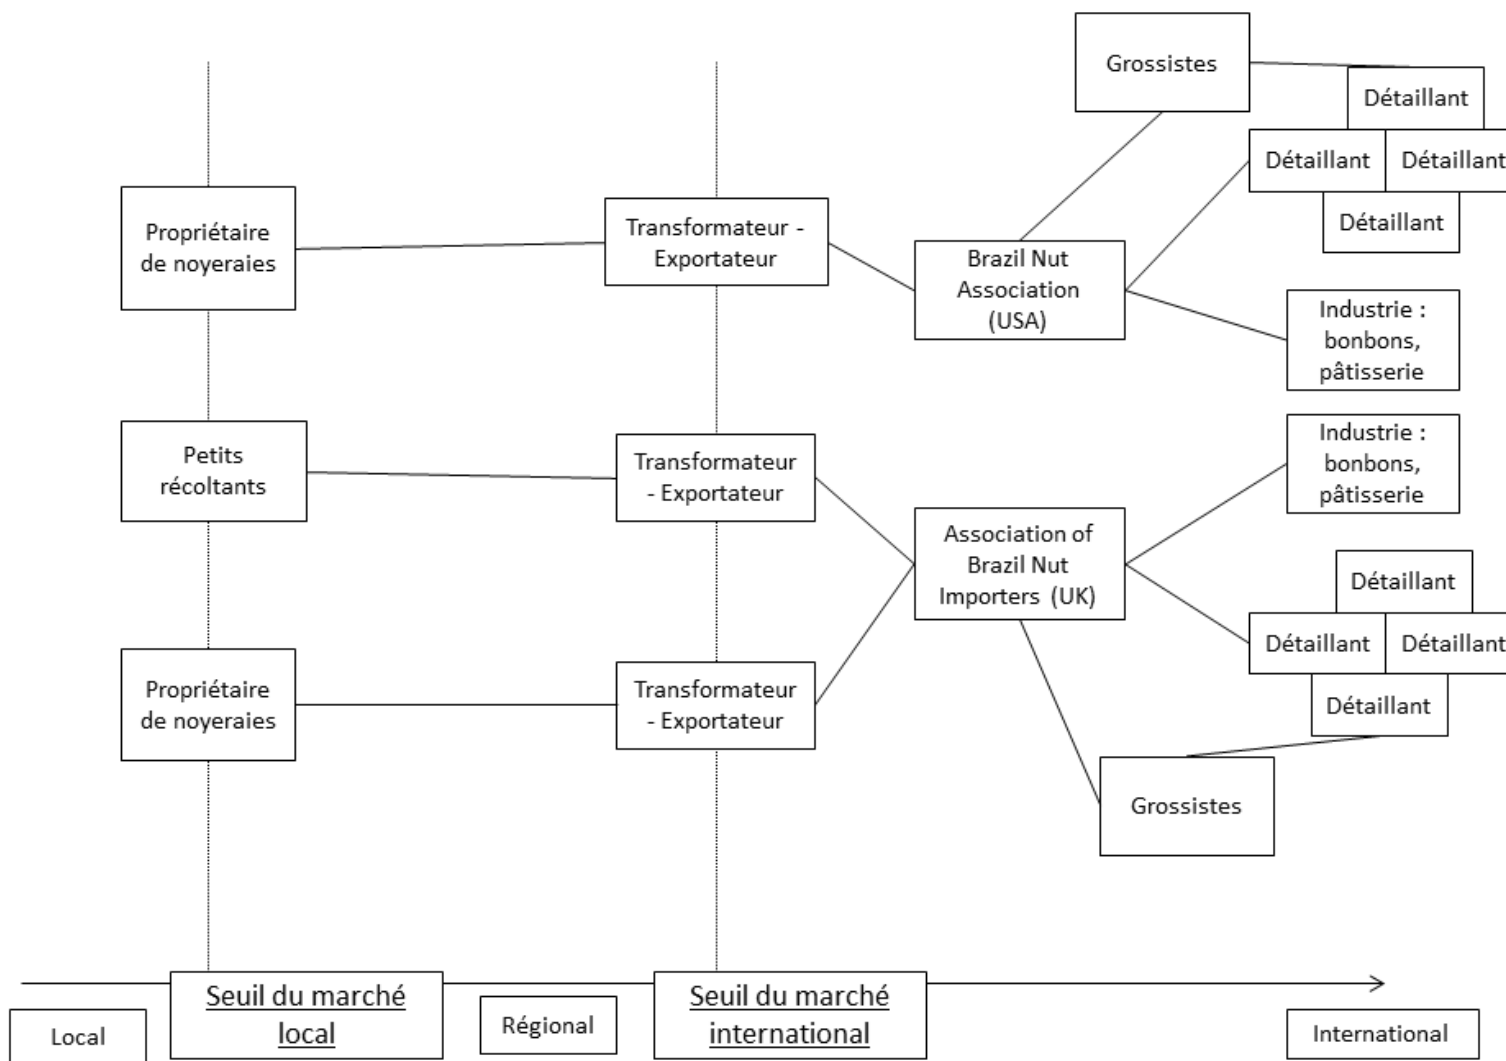 Grossistes
Détaillant
Détaillant
Détaillant
Détaillant
Propriétaire
de noyeraies
Transformateur -
Exportateur
Brazil Nut
Association
(USA)
Industrie :
bonbons,
pâtisserie
Petits
récoltants
Transformateur
- Exportateur
Industrie :
bonbons,
pâtisserie
Association of
Brazil Nut
Importers (UK)
Détaillant
Détaillant
Détaillant
Détaillant
Propriétaire
de noyeraies
Transformateur
- Exportateur
Grossistes
Local
Seuil du marché
local
Régional
Seuil du marché
international
International